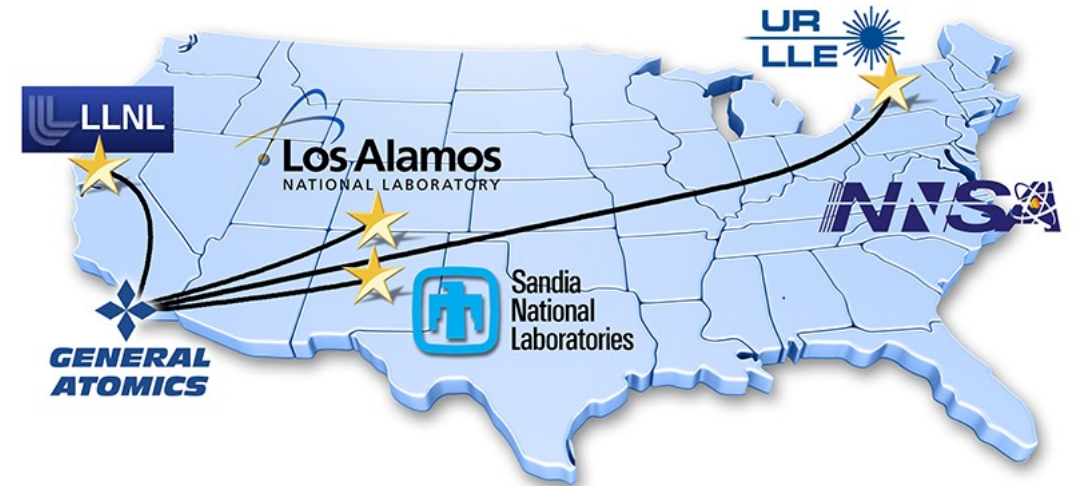 UR
LLE
LLNL
Los Alamos
NATIONAL LABORATORY
NNSA
Sandia
National
Laboratories
GENERAL
ATOMICS